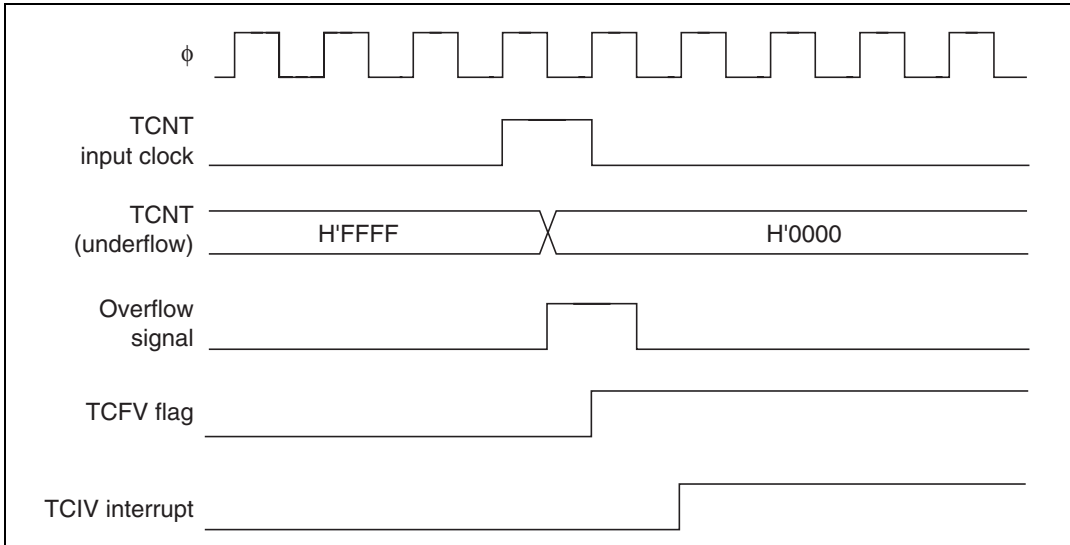 ϕ
TCNT
input clock
TCNT
(underflow)
H'FFFF H'0000
Overflow
signal
TCFV flag
TCIV interrupt